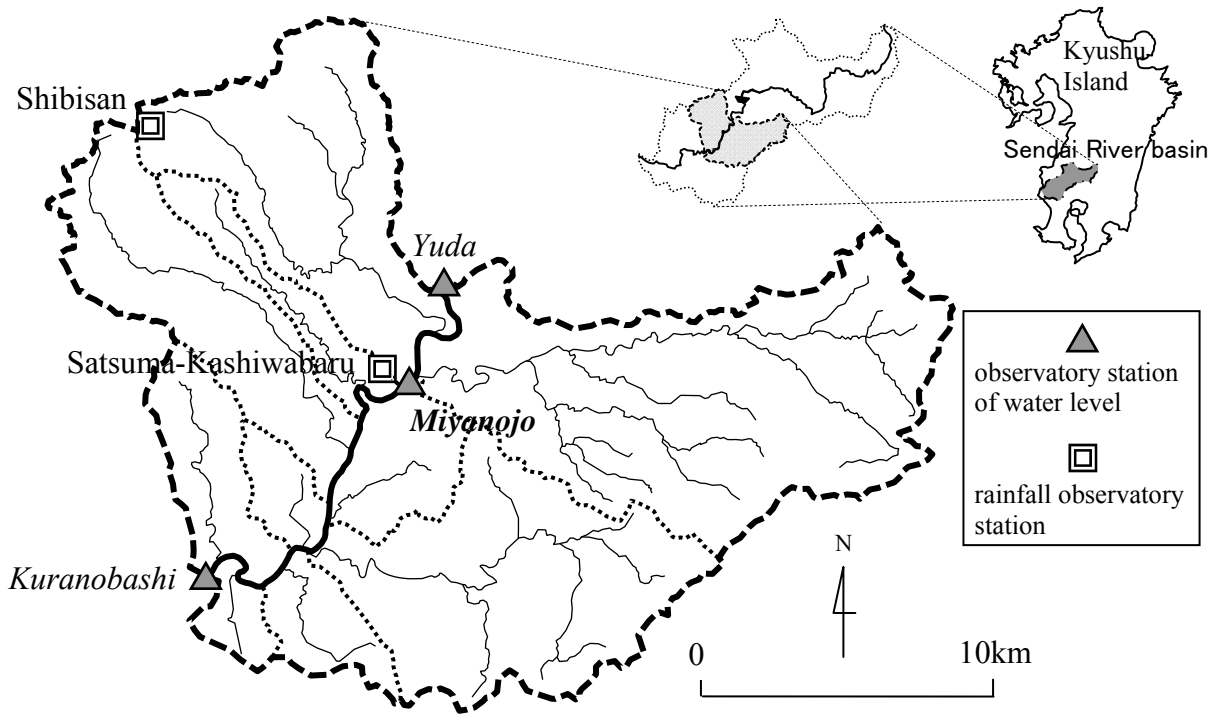 Kyushu
Island
Sendai River basin
Shibisan
Yuda
Satsuma-Kashiwabaru
Miyanojo
Kuranobashi
observatory station
of water level
rainfall observatory
station
N
0
10km